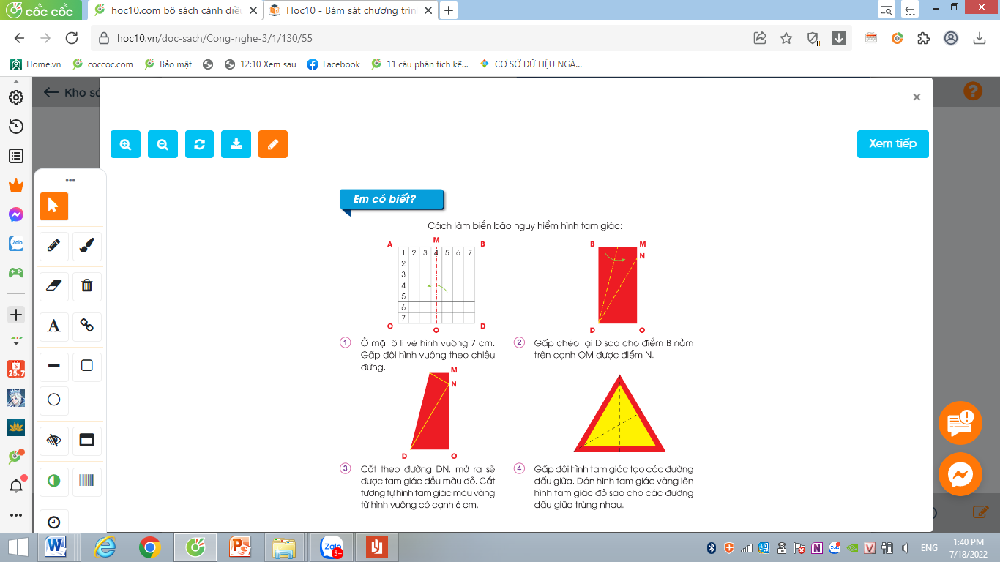 cốc cốc
hoc10.com bộ sách cánh diều
Hoc10 - Bám sát chương trìn
hoc10.vn/doc-sach/Cong-nghe-3/1/130/55
Home.vn
coccoc.com
Bảo mật
12:10 Xem sau
Facebook
11 câu phân tích kế...
CƠ SỞ DỮ LIỆU NGÀ...
Kho sá
Xem tiếp
Em có biết?
Cách làm biển báo nguy hiểm hình tam giác:
A M B
1 2 3 4 5 6 7
2
3
4
5
6
7
C O D
B M
N
D O
1 Ở mặt ô li vẽ hình vuông 7 cm.
Gấp đôi hình vuông theo chiều
đứng.
2 Gấp chéo tại D sao cho điểm B nằm
trên cạnh OM được điểm N.
M
N
D O
3 Cắt theo đường DN, mở ra sẽ
được tam giác đều màu đỏ. Cắt
tương tự hình tam giác màu vàng
từ hình vuông có cạnh 6 cm.
4 Gấp đôi hình tam giác tạo các đường
dấu giữa. Dán hình tam giác vàng lên
hình tam giác đỏ sao cho các đường
dấu giữa trùng nhau.
Zalo
25.7
A
5+
ENG
1:40 PM
7/18/2022